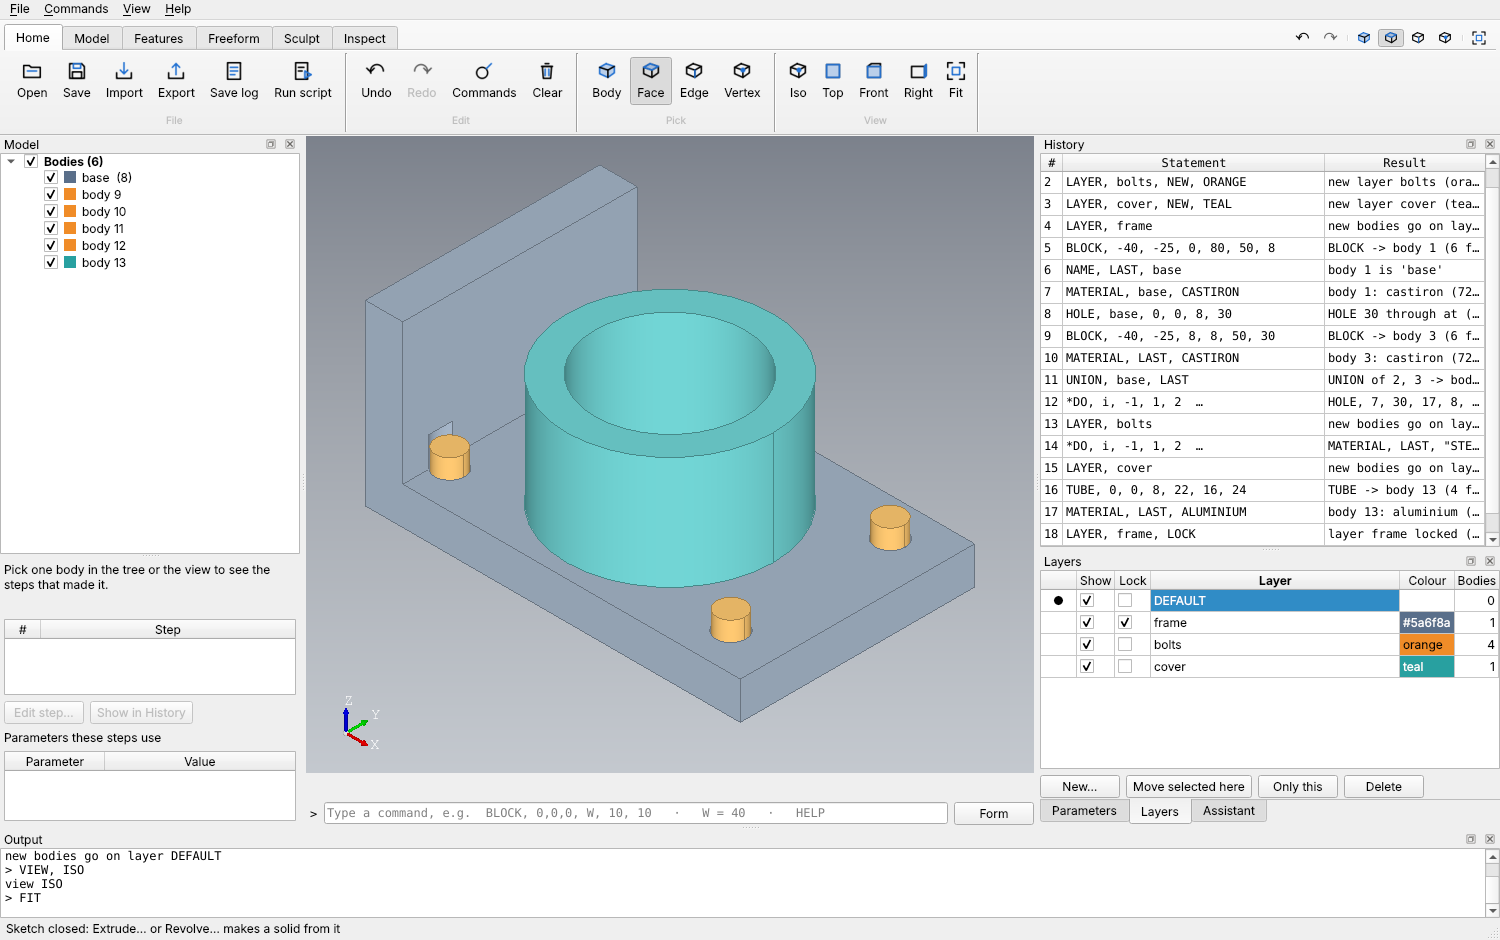 File Commands View Help
Home Model Features Freeform Sculpt Inspect
Open Save Import Export Save log Run script Undo Redo Commands Clear Body Face Edge Vertex Iso Top Front Right Fit
File Edit Pick View
Model
Bodies (6)
base (8)
body 9
body 10
body 11
body 12
body 13
Pick one body in the tree or the view to see the
steps that made it.
# Step
Edit step... Show in History
Parameters these steps use
Parameter Value
Z
Y
X
> Type a command, e.g. BLOCK, 0,0,0, W, 10, 10 · W = 40 · HELP Form
History
# Statement Result
2 LAYER, bolts, NEW, ORANGE new layer bolts (ora…
3 LAYER, cover, NEW, TEAL new layer cover (tea…
4 LAYER, frame new bodies go on lay…
5 BLOCK, -40, -25, 0, 80, 50, 8 BLOCK -> body 1 (6 f…
6 NAME, LAST, base body 1 is 'base'
7 MATERIAL, base, CASTIRON body 1: castiron (72…
8 HOLE, base, 0, 0, 8, 30 HOLE 30 through at (…
9 BLOCK, -40, -25, 8, 8, 50, 30 BLOCK -> body 3 (6 f…
10 MATERIAL, LAST, CASTIRON body 3: castiron (72…
11 UNION, base, LAST UNION of 2, 3 -> bod…
12 *DO, i, -1, 1, 2 … HOLE, 7, 30, 17, 8, …
13 LAYER, bolts new bodies go on lay…
14 *DO, i, -1, 1, 2 … MATERIAL, LAST, "STE…
15 LAYER, cover new bodies go on lay…
16 TUBE, 0, 0, 8, 22, 16, 24 TUBE -> body 13 (4 f…
17 MATERIAL, LAST, ALUMINIUM body 13: aluminium (…
18 LAYER, frame, LOCK layer frame locked (…
Layers
Show Lock Layer Colour Bodies
DEFAULT 0
frame #5a6f8a 1
bolts orange 4
cover teal 1
New... Move selected here Only this Delete
Parameters Layers Assistant
Output
new bodies go on layer DEFAULT
> VIEW, ISO
view ISO
> FIT
Sketch closed: Extrude... or Revolve... makes a solid from it